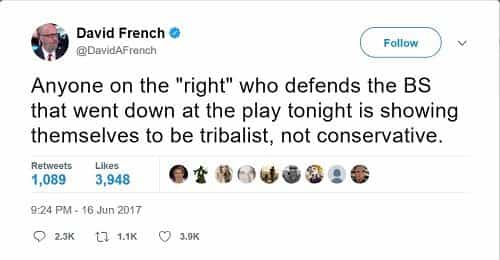 David French
@DavidAFrench
Follow
Anyone on the "right" who defends the BS
that went down at the play tonight is showing
themselves to be tribalist, not conservative.
Retweets Likes
1,089 3,948
9:24 PM - 16 Jun 2017
2.3K 1.1K 3.9K